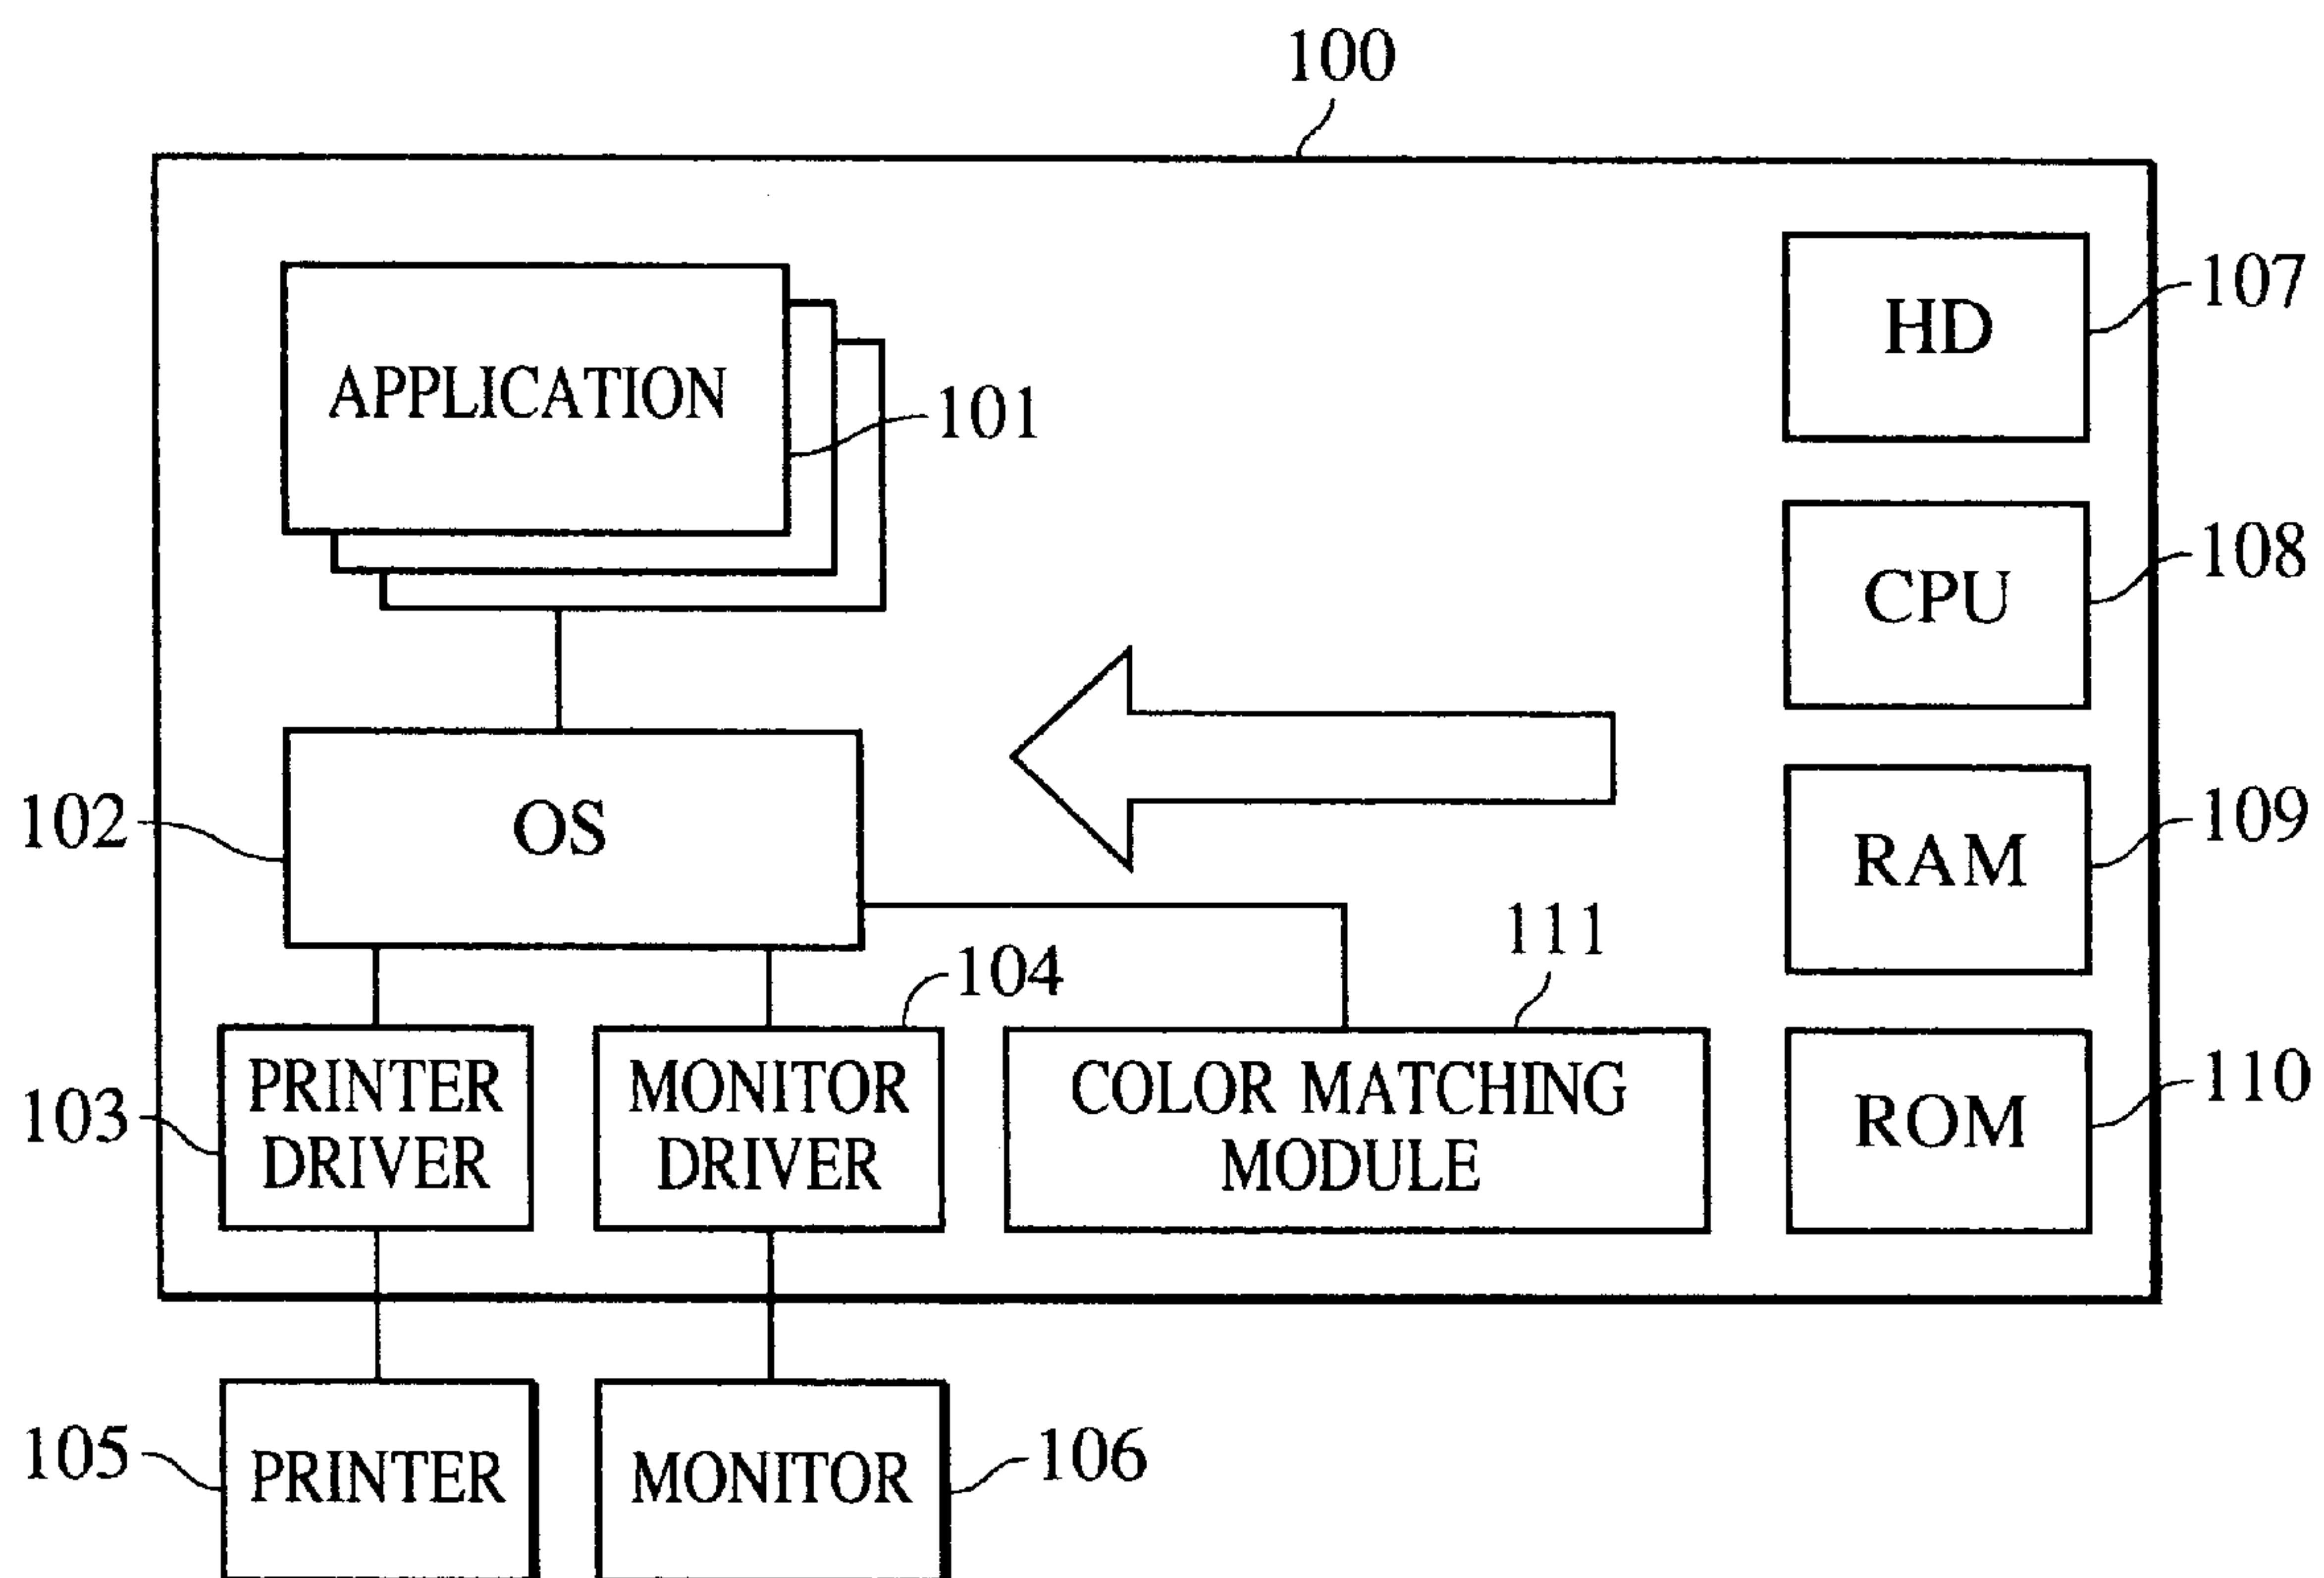 100
APPLICATION
101
HD
107
CPU
108
OS
102
RAM
109
104
111
PRINTER
DRIVER
103
MONITOR
DRIVER
COLOR MATCHING
MODULE
ROM
110
PRINTER
105
MONITOR
106